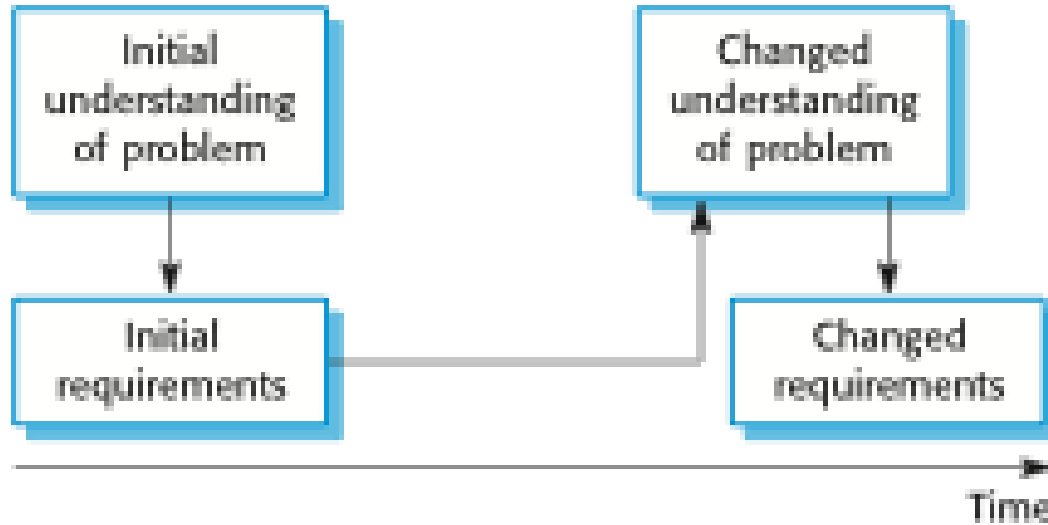 Initial
understanding
of problem
Changed
understanding
of problem
Initial
requirements
Changed
requirements
Time